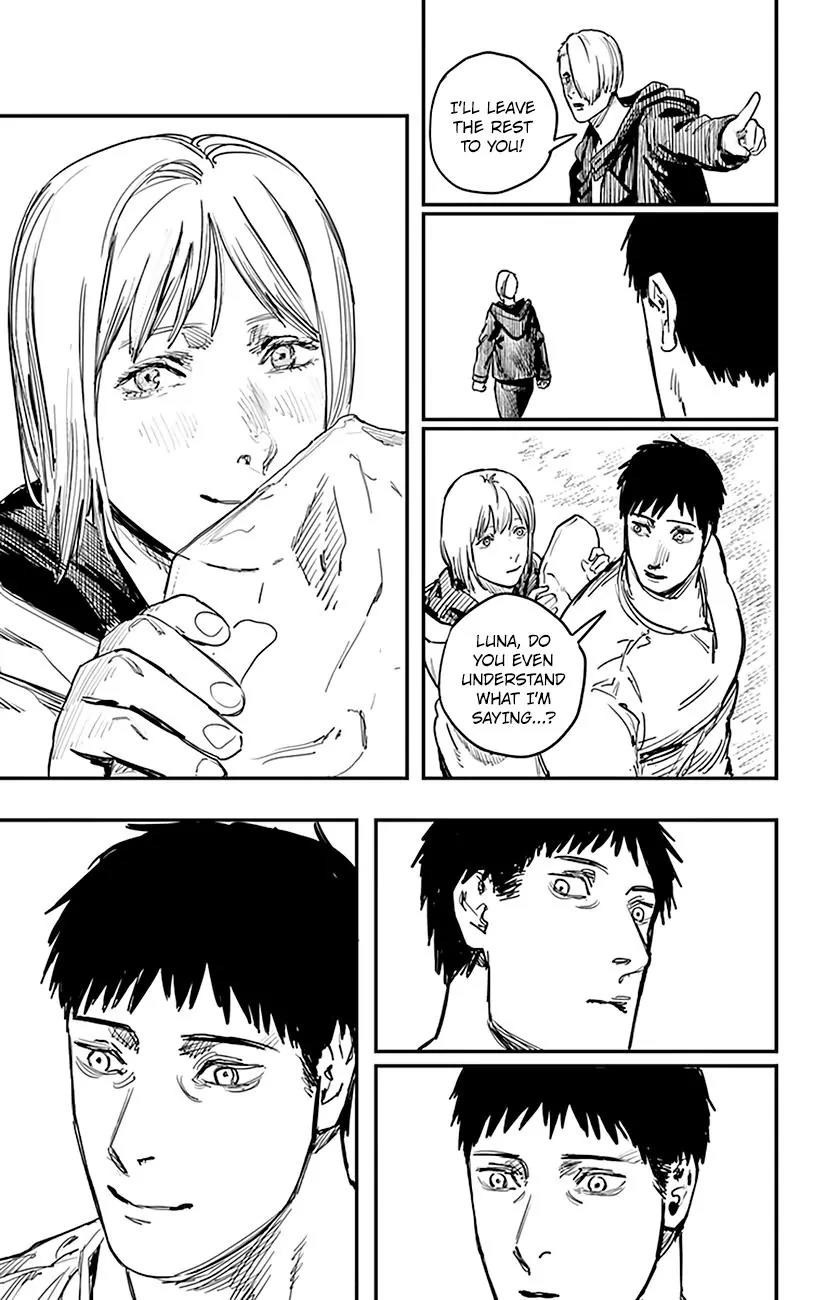 I'LL LEAVE
THE REST
TO YOU!
LUNA, DO
YOU EVEN
UNDERSTAND
WHAT I'M
SAYING...?